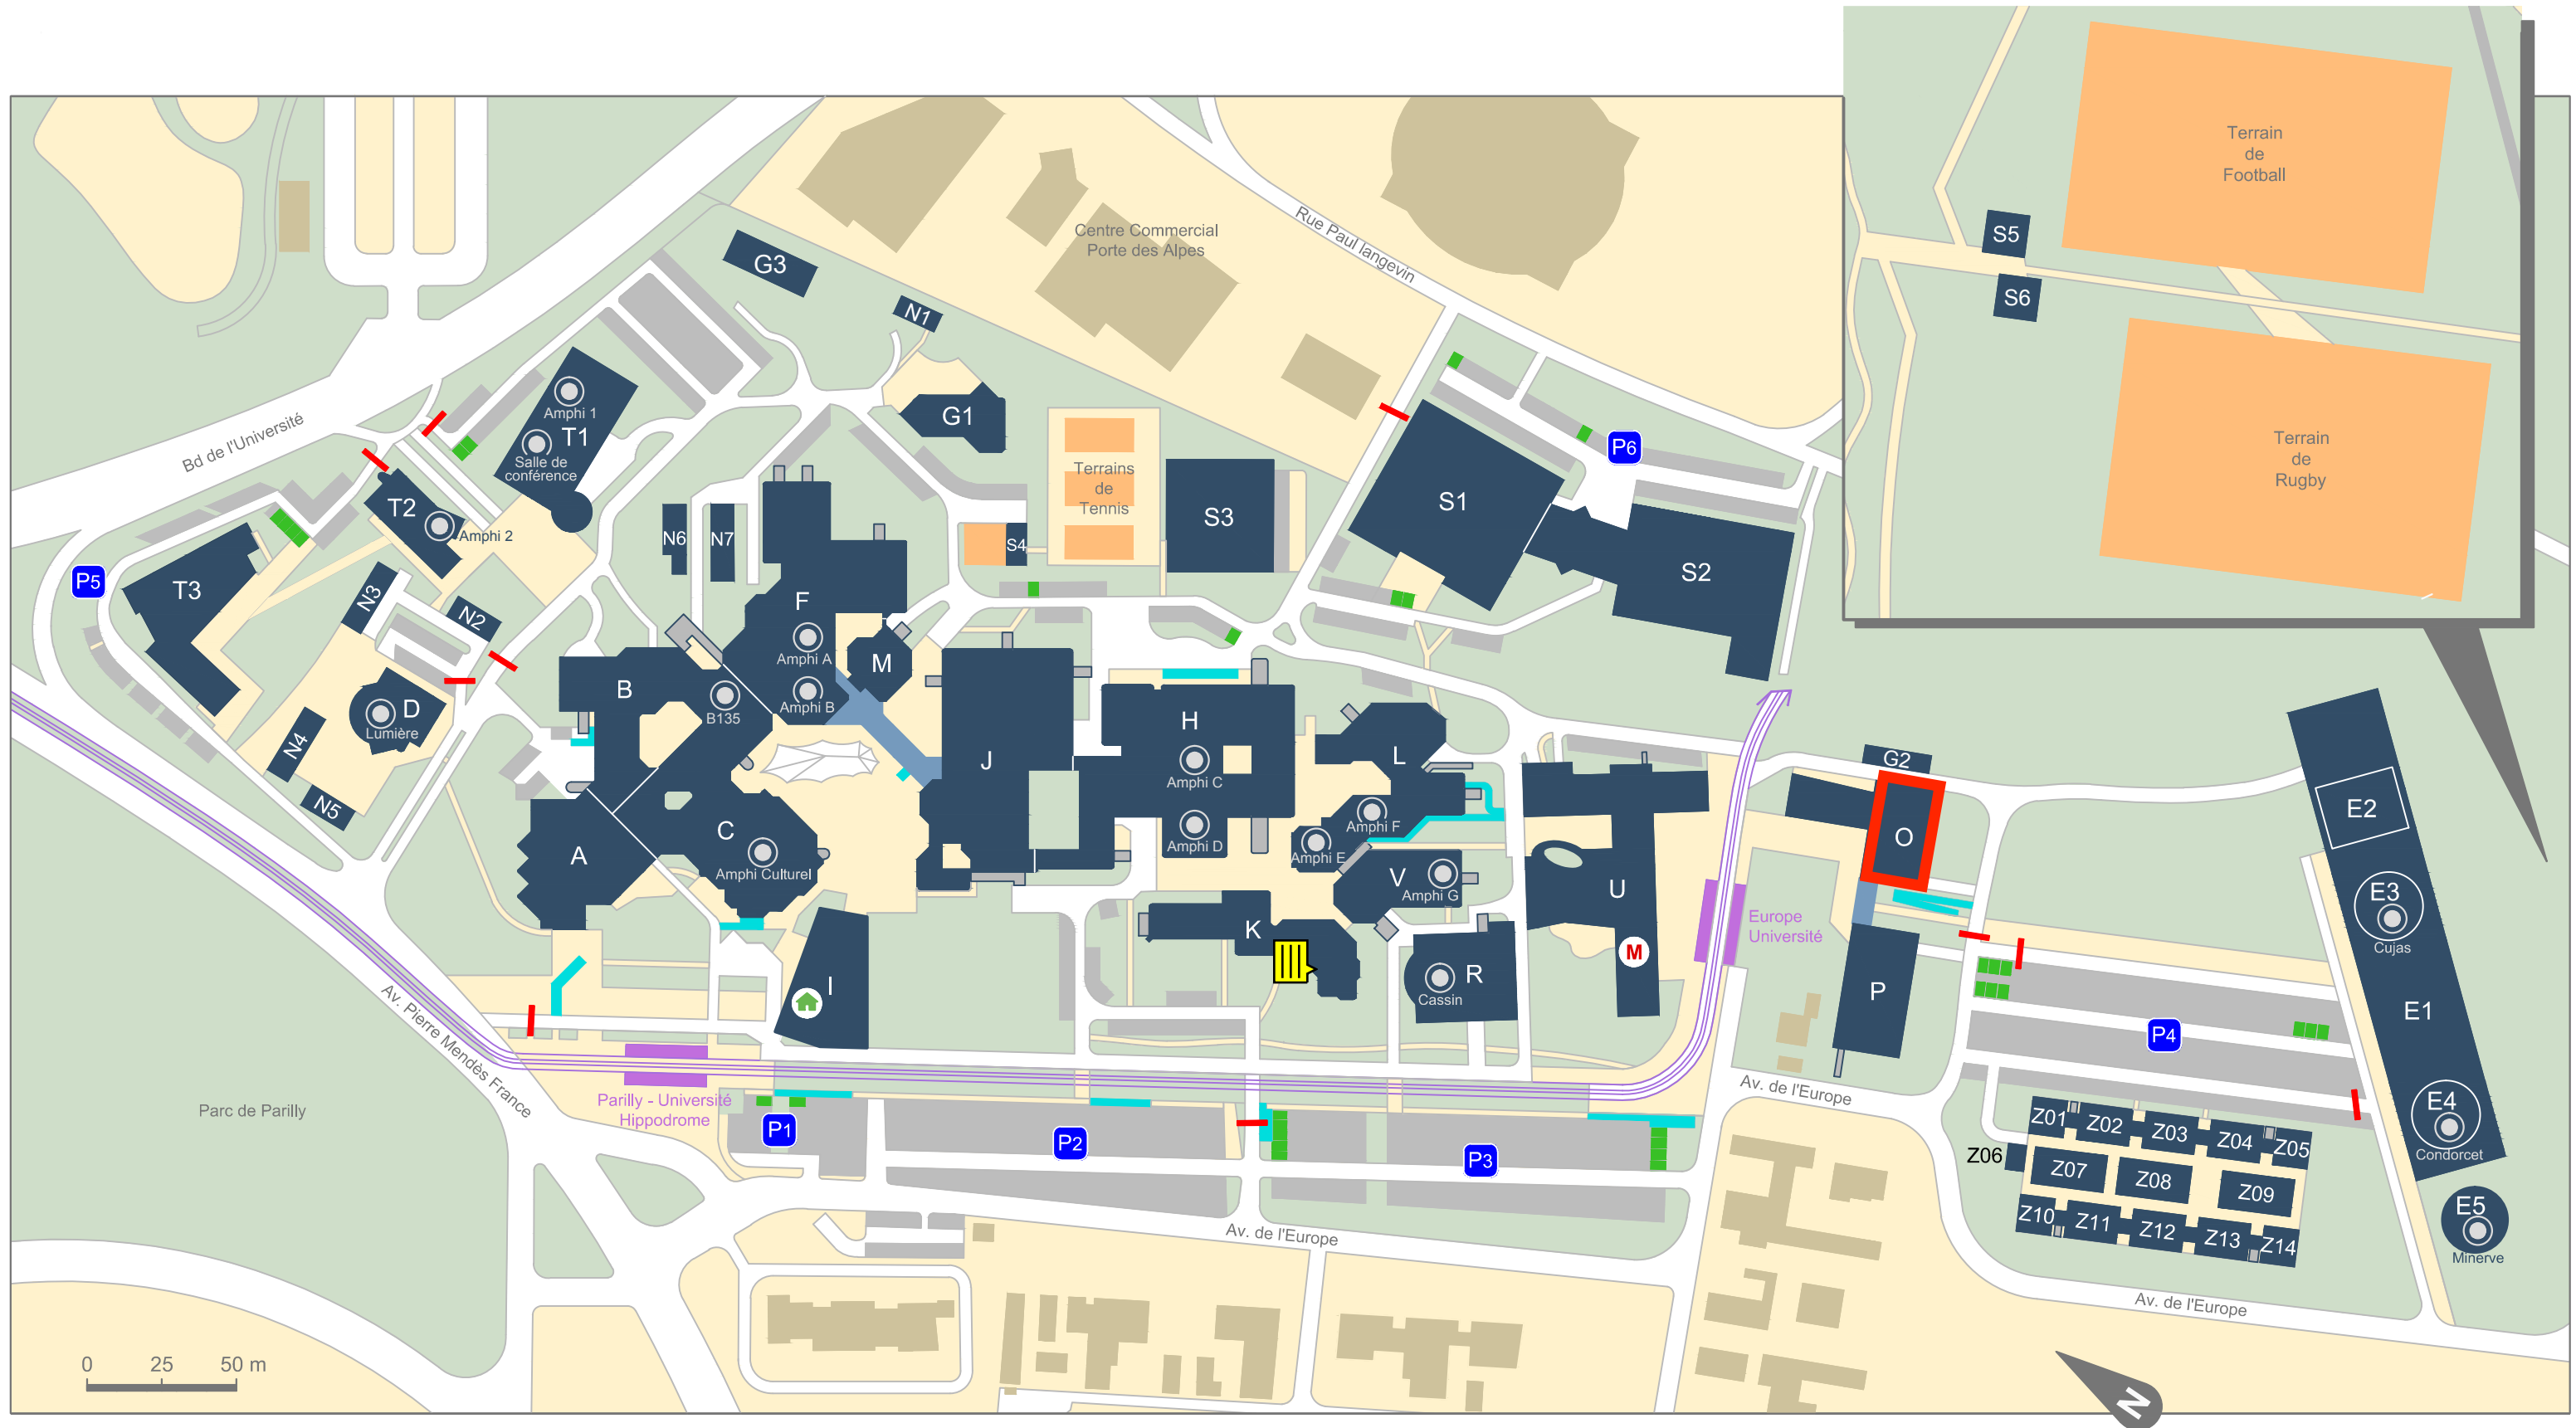 Terrain
de
Football
S5
S6
Terrain
de
Rugby
Rue Paul langevin
Centre Commercial
Porte des Alpes
G3
N1
G1
Bd de l'Université
Amphi 1
T1
Salle de
conférence
T2
Amphi 2
T3
P5
N3
N2
D
Lumière
N4
N5
N6
N7
F
Amphi A
Amphi B
M
B
B135
A
C
Amphi Culturel
I
J
Terrains
de
Tennis
S4
S3
S1
S2
P6
H
Amphi C
Amphi D
L
Amphi F
Amphi E
V
Amphi G
K
R
Cassin
U
M
Europe
Université
G2
O
P
E2
E3
Cujas
E1
E4
Condorcet
E5
Minerve
P4
Z01
Z02
Z03
Z04
Z05
Z06
Z07
Z08
Z09
Z10
Z11
Z12
Z13
Z14
Av. de l'Europe
Av. de l'Europe
Av. de l'Europe
Av. Pierre Mendès France
Parc de Parilly
Parilly - Université
Hippodrome
P1
P2
P3
0 25 50 m
N